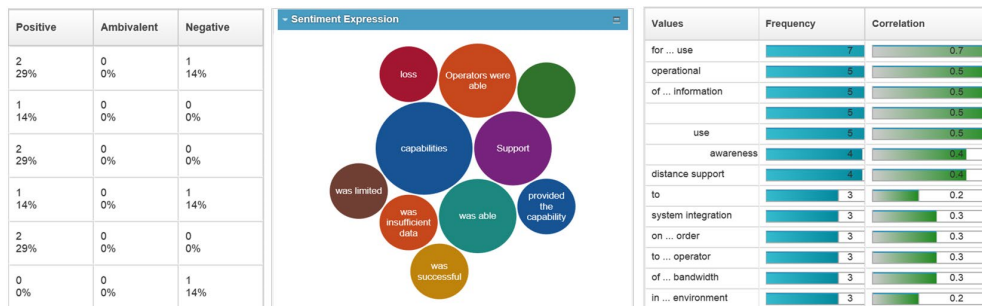 Positive Ambivalent Negative
2 0 1
29% 0% 14%
1 0 0
14% 0% 0%
2 0 0
29% 0% 0%
1 0 1
14% 0% 14%
2 0 0
29% 0% 0%
0 0 1
0% 0% 14%
Sentiment Expression
loss
Operators were
able
capabilities
Support
was limited
was
insufficient
data
was able
provided
the
capability
was
successful
Values Frequency Correlation
for ... use 7 0.7
operational 5 0.5
of ... information 5 0.5
5 0.5
use 5 0.5
awareness 4 0.4
distance support 4 0.4
to 3 0.2
system integration 3 0.3
on ... order 3 0.3
to ... operator 3 0.3
of ... bandwidth 3 0.3
in ... environment 3 0.2